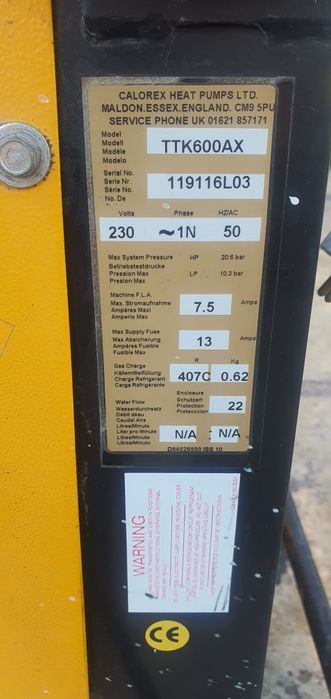 CALOREX HEAT PUMPS LTD.
MALDON.ESSEX.ENGLAND. CM9 5PU
SERVICE PHONE UK 01621 857171
Model
Modell
Modèle
Modelo
TTK600AX
Serial No.
Serie Nr.
Série No.
No. De
119116L03
Volts Phase HZ/AC
230 ~1N 50
Max System Pressure HP 20.6 bar
Betriebstestdrucke
Pression Max LP 10.3 bar
Presion Max
Machine F.L.A.
Max. Stromaufnahme
Ampères Maxi
Amperio Max
7.5 Amps
Max Supply Fuse
Max Absicherung
Ampères Fusible
Fusible Max
13 Amps
Gas Charge
Kältemittelfüllung
Charge Refrigerant
Carga Refrigerante
R Kg
407C 0.62
Enclosure
Schutzart
Protection
Proteccion
22
Water Flow
Wasserdurchsatz
Débit deau
Caudal Aire
Litres/Minute
Liter pro Minute
Litres/Minute
Litros/Minuto
N/A - N/A
D64026550 ISS 10
WARNING
CE